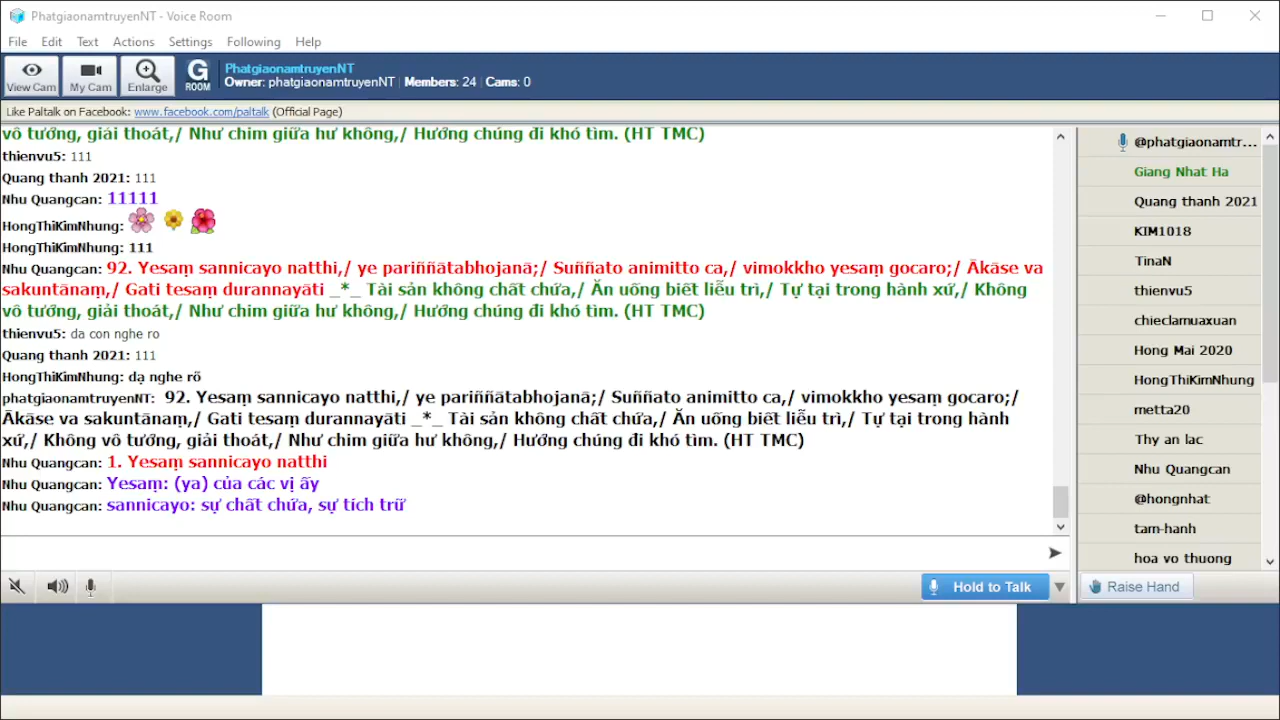 PhatgiaonamtruyenNT - Voice Room
File Edit Text Actions Settings Following Help
View Cam My Cam Enlarge G ROOM
PhatgiaonamtruyenNT
Owner: phatgiaonamtruyenNT | Members: 24 | Cams: 0
Like Paltalk on Facebook: www.facebook.com/paltalk (Official Page)
vô tướng, giải thoát,/ Như chim giữa hư không,/ Hướng chúng đi khó tìm. (HT TMC)
thienvu5: 111
Quang thanh 2021: 111
Nhu Quangcan: 11111
HongThiKimNhung:
HongThiKimNhung: 111
Nhu Quangcan: 92. Yesaṃ sannicayo natthi,/ ye pariññātabhojanā;/ Suññato animitto ca,/ vimokkho yesaṃ gocaro;/ Ākāse va
sakuntānaṃ,/ Gati tesaṃ durannayāti _*_ Tài sản không chất chứa,/ Ăn uống biết liễu tri,/ Tự tại trong hành xứ,/ Không
vô tướng, giải thoát,/ Như chim giữa hư không,/ Hướng chúng đi khó tìm. (HT TMC)
thienvu5: da con nghe ro
Quang thanh 2021: 111
HongThiKimNhung: dạ nghe rõ
phatgiaonamtruyenNT: 92. Yesaṃ sannicayo natthi,/ ye pariññātabhojanā;/ Suññato animitto ca,/ vimokkho yesaṃ gocaro;/
Ākāse va sakuntānaṃ,/ Gati tesaṃ durannayāti _*_ Tài sản không chất chứa,/ Ăn uống biết liễu tri,/ Tự tại trong hành
xứ,/ Không vô tướng, giải thoát,/ Như chim giữa hư không,/ Hướng chúng đi khó tìm. (HT TMC)
Nhu Quangcan: 1. Yesaṃ sannicayo natthi
Nhu Quangcan: Yesaṃ: (ya) của các vị ấy
Nhu Quangcan: sannicayo: sự chất chứa, sự tích trữ
@phatgiaonamtr...
Giang Nhat Ha
Quang thanh 2021
KIM1018
TinaN
thienvu5
chieclamuaxuan
Hong Mai 2020
HongThiKimNhung
metta20
Thy an lac
Nhu Quangcan
@hongnhat
tam-hanh
hoa vo thuong
Hold to Talk
Raise Hand